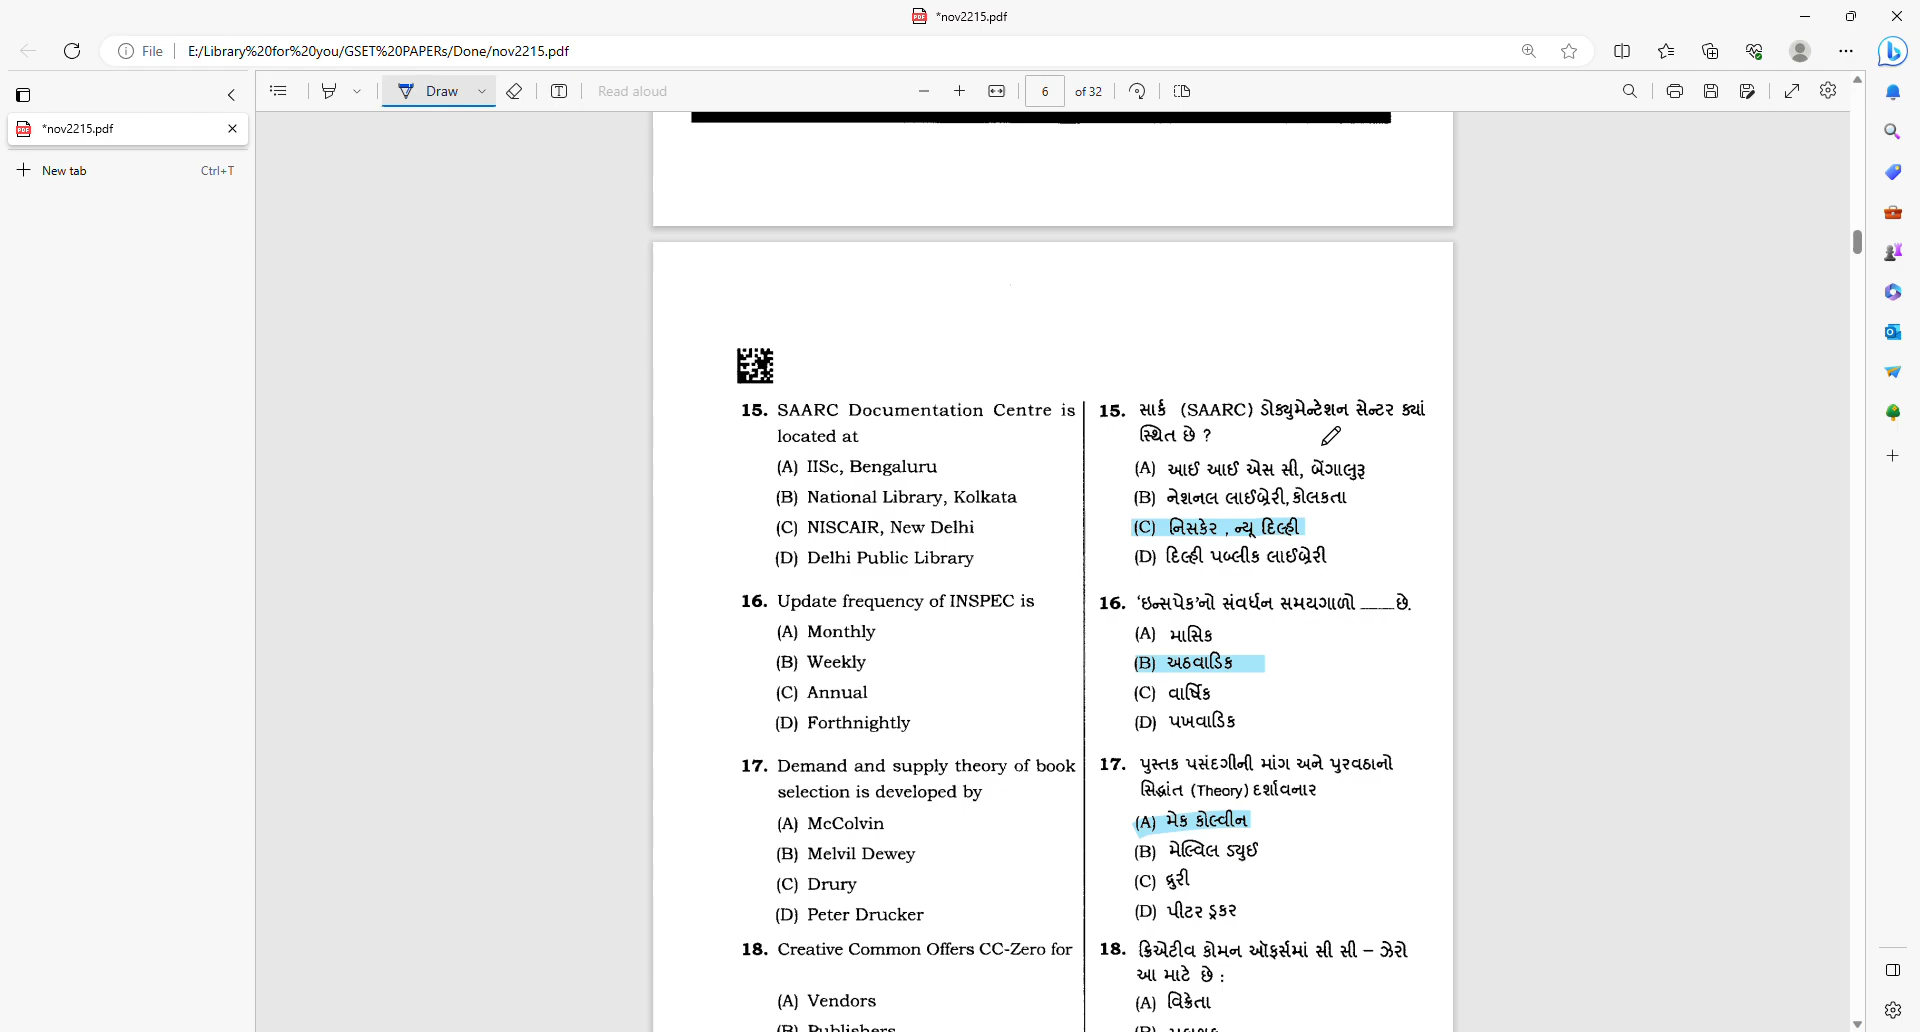 *nov2215.pdf
File
E:/Library%20for%20you/GSET%20PAPERs/Done/nov2215.pdf
Draw
Read aloud
6
of 32
*nov2215.pdf
New tab
Ctrl+T
15. SAARC Documentation Centre is
located at
(A) IISc, Bengaluru
(B) National Library, Kolkata
(C) NISCAIR, New Delhi
(D) Delhi Public Library
16. Update frequency of INSPEC is
(A) Monthly
(B) Weekly
(C) Annual
(D) Forthnightly
17. Demand and supply theory of book
selection is developed by
(A) McColvin
(B) Melvil Dewey
(C) Drury
(D) Peter Drucker
18. Creative Common Offers CC-Zero for
(A) Vendors
(B) Publishers
15. સાર્ક (SAARC) ડોક્યુમેન્ટેશન સેન્ટર ક્યાં
સ્થિત છે ?
(A) આઈ આઈ એસ સી, બેંગાલુરૂ
(B) નેશનલ લાઈબ્રેરી, કોલકતા
(C) નિસકેર , ન્યૂ દિલ્હી
(D) દિલ્હી પબ્લીક લાઈબ્રેરી
16. ‘ઇન્સપેક’નો સંવર્ધન સમયગાળો ____ છે.
(A) માસિક
(B) અઠવાડિક
(C) વાર્ષિક
(D) પખવાડિક
17. પુસ્તક પસંદગીની માંગ અને પુરવઠાનો
સિદ્ધાંત (Theory) દર્શાવનાર
(A) મેક કોલ્વીન
(B) મેલ્વિલ ડ્યુઈ
(C) દ્રુરી
(D) પીટર ડ્રકર
18. ક્રિએટીવ કોમન ઑફર્સમાં સી સી – ઝેરો
આ માટે છે :
(A) વિક્રેતા
(B)